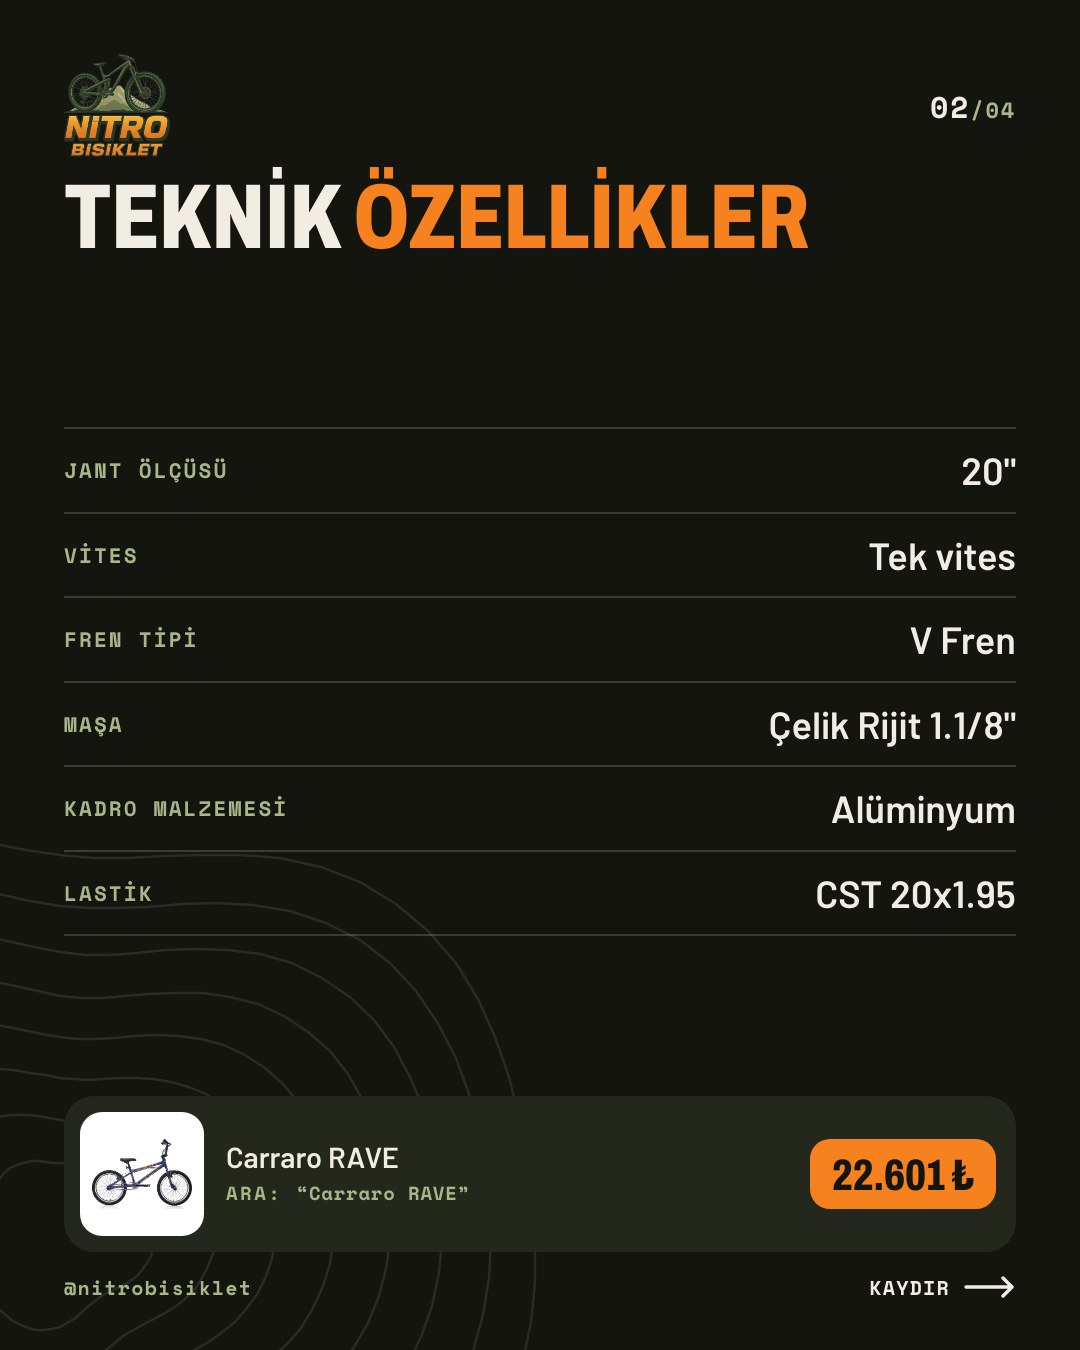 NİTRO
BISIKLET
02/04
TEKNİK ÖZELLİKLER
JANT ÖLÇÜSÜ 20"
VİTES Tek vites
FREN TİPİ V Fren
MAŞA Çelik Rijit 1.1/8"
KADRO MALZEMESİ Alüminyum
LASTİK CST 20x1.95
Carraro RAVE
ARA: “Carraro RAVE”
22.601 ₺
@nitrobisiklet
KAYDIR →